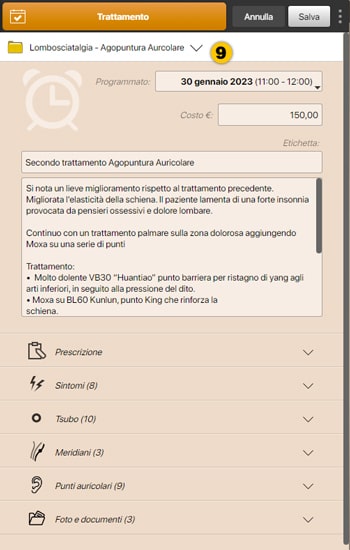 Trattamento
Annulla
Salva
Lombosciatalgia - Agopuntura Aurcolare
9
Programmato:
30 gennaio 2023 (11:00 - 12:00)
Costo €:
150,00
Etichetta:
Secondo trattamento Agopuntura Auricolare
Si nota un lieve miglioramento rispetto al trattamento precedente.
Migliorata l'elasticità della schiena. Il paziente lamenta di una forte insonnia
provocata da pensieri ossessivi e dolore lombare.
Continuo con un trattamento palmare sulla zona dolorosa aggiungendo
Moxa su una serie di punti
Trattamento:
• Molto dolente VB30 "Huantiao" punto barriera per ristagno di yang agli
arti inferiori, in seguito alla pressione del dito.
• Moxa su BL60 Kunlun, punto King che rinforza la
schiena.
Prescrizione
Sintomi (8)
Tsubo (10)
Meridiani (3)
Punti auricolari (9)
Foto e documenti (3)